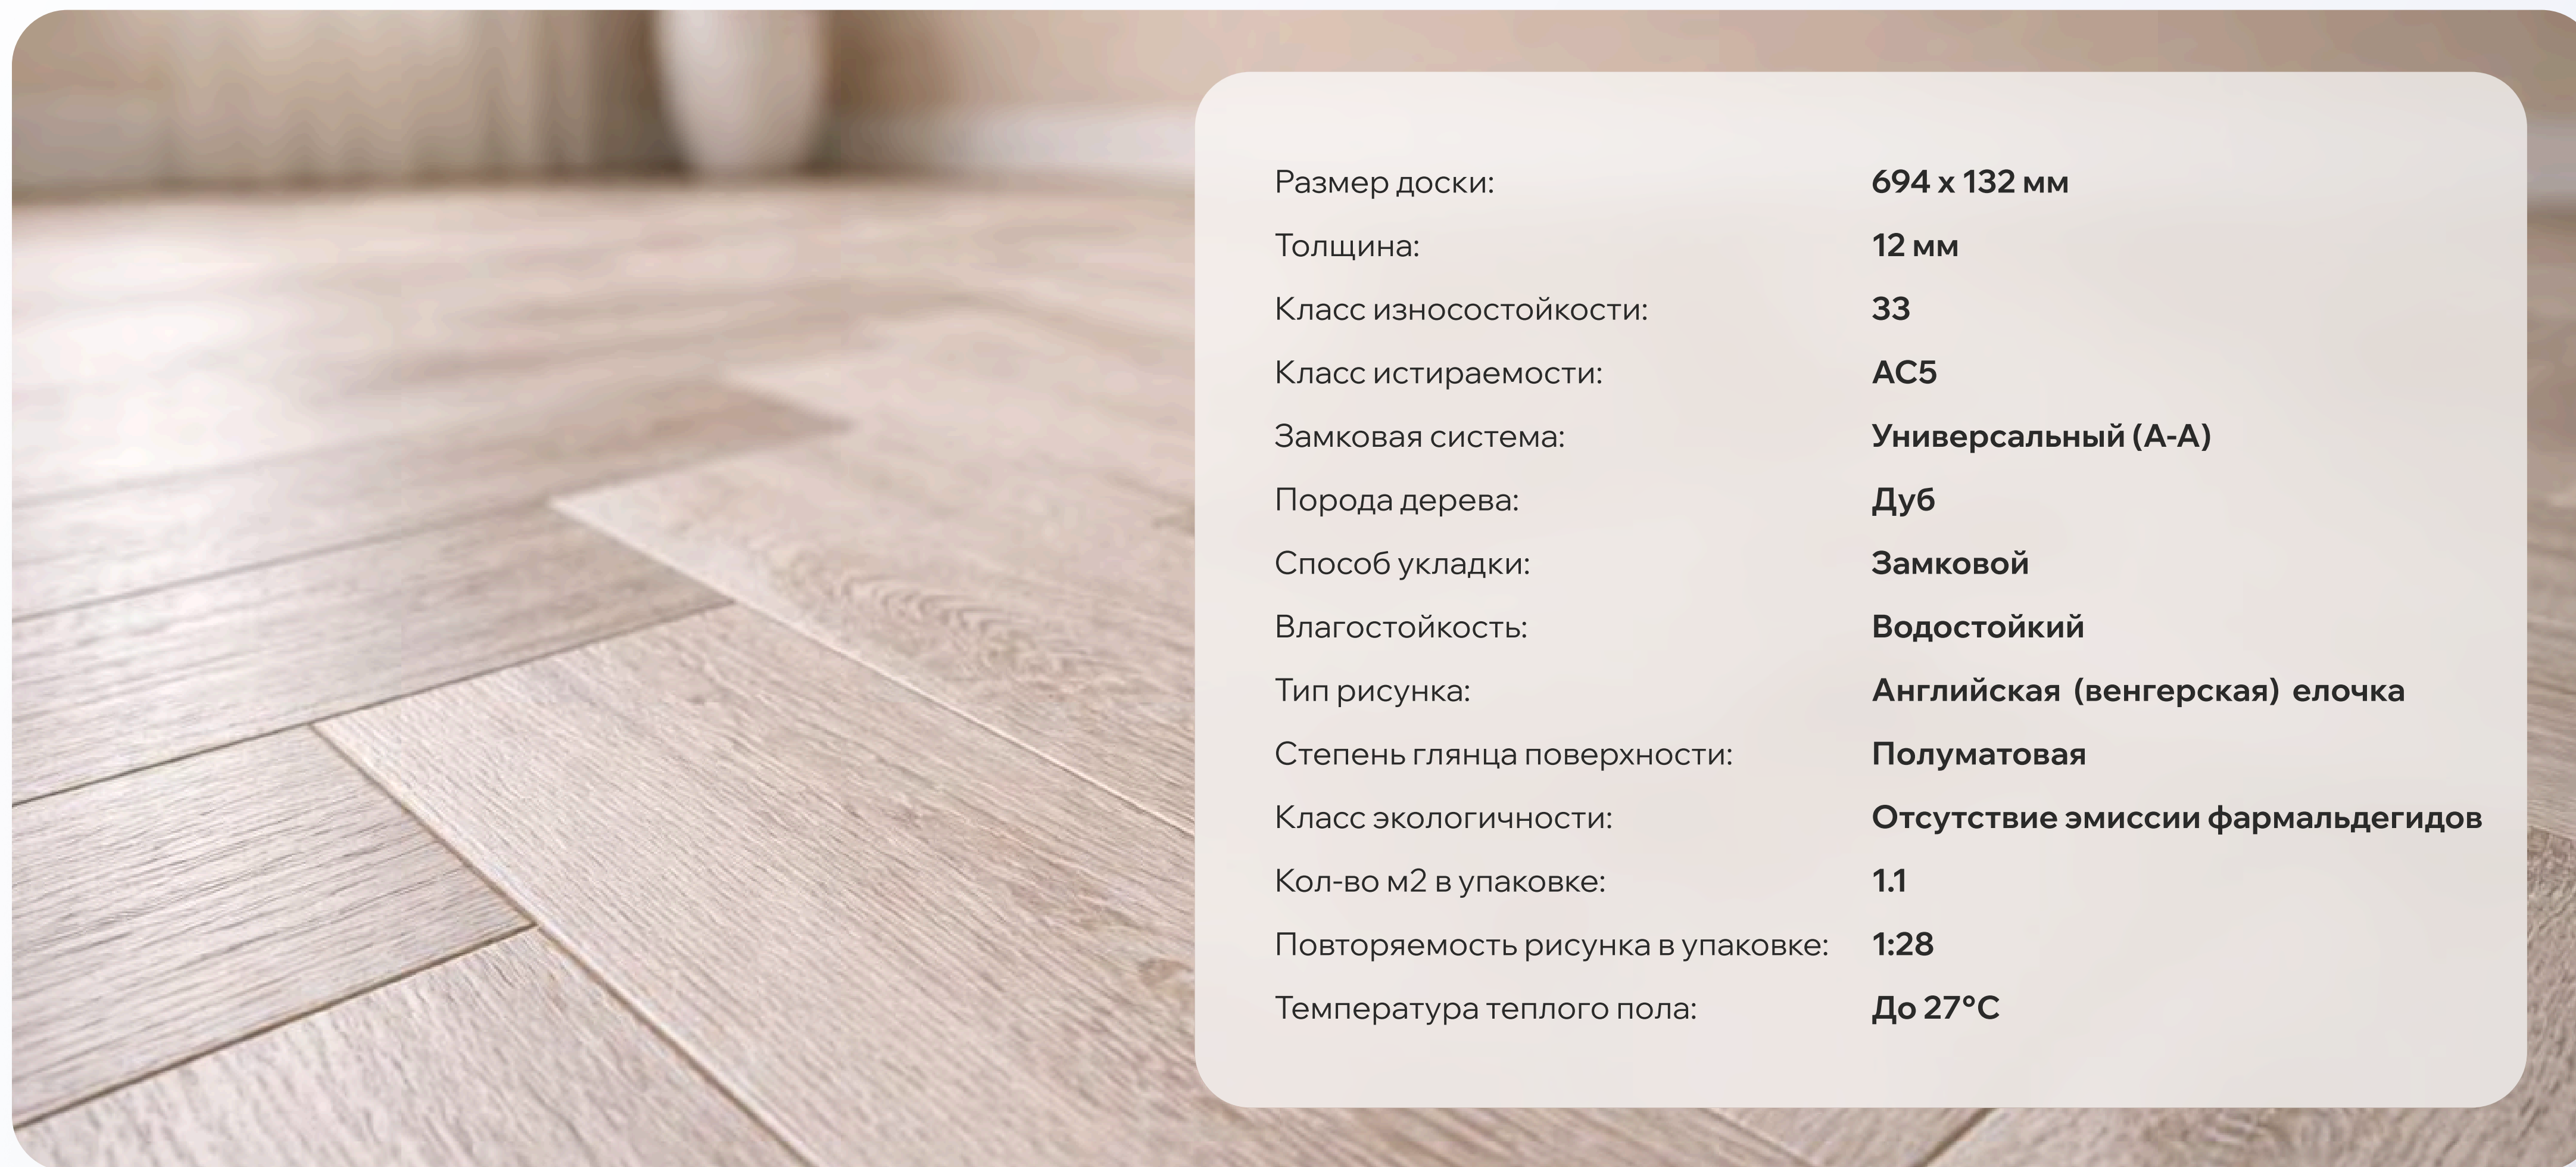 Размер доски: 694 x 132 мм
Толщина: 12 мм
Класс износостойкости: 33
Класс истираемости: AC5
Замковая система: Универсальный (A-A)
Порода дерева: Дуб
Способ укладки: Замковой
Влагостойкость: Водостойкий
Тип рисунка: Английская (венгерская) елочка
Степень глянца поверхности: Полуматовая
Класс экологичности: Отсутствие эмиссии фармальдегидов
Кол-во м2 в упаковке: 1.1
Повторяемость рисунка в упаковке: 1:28
Температура теплого пола: До 27°C